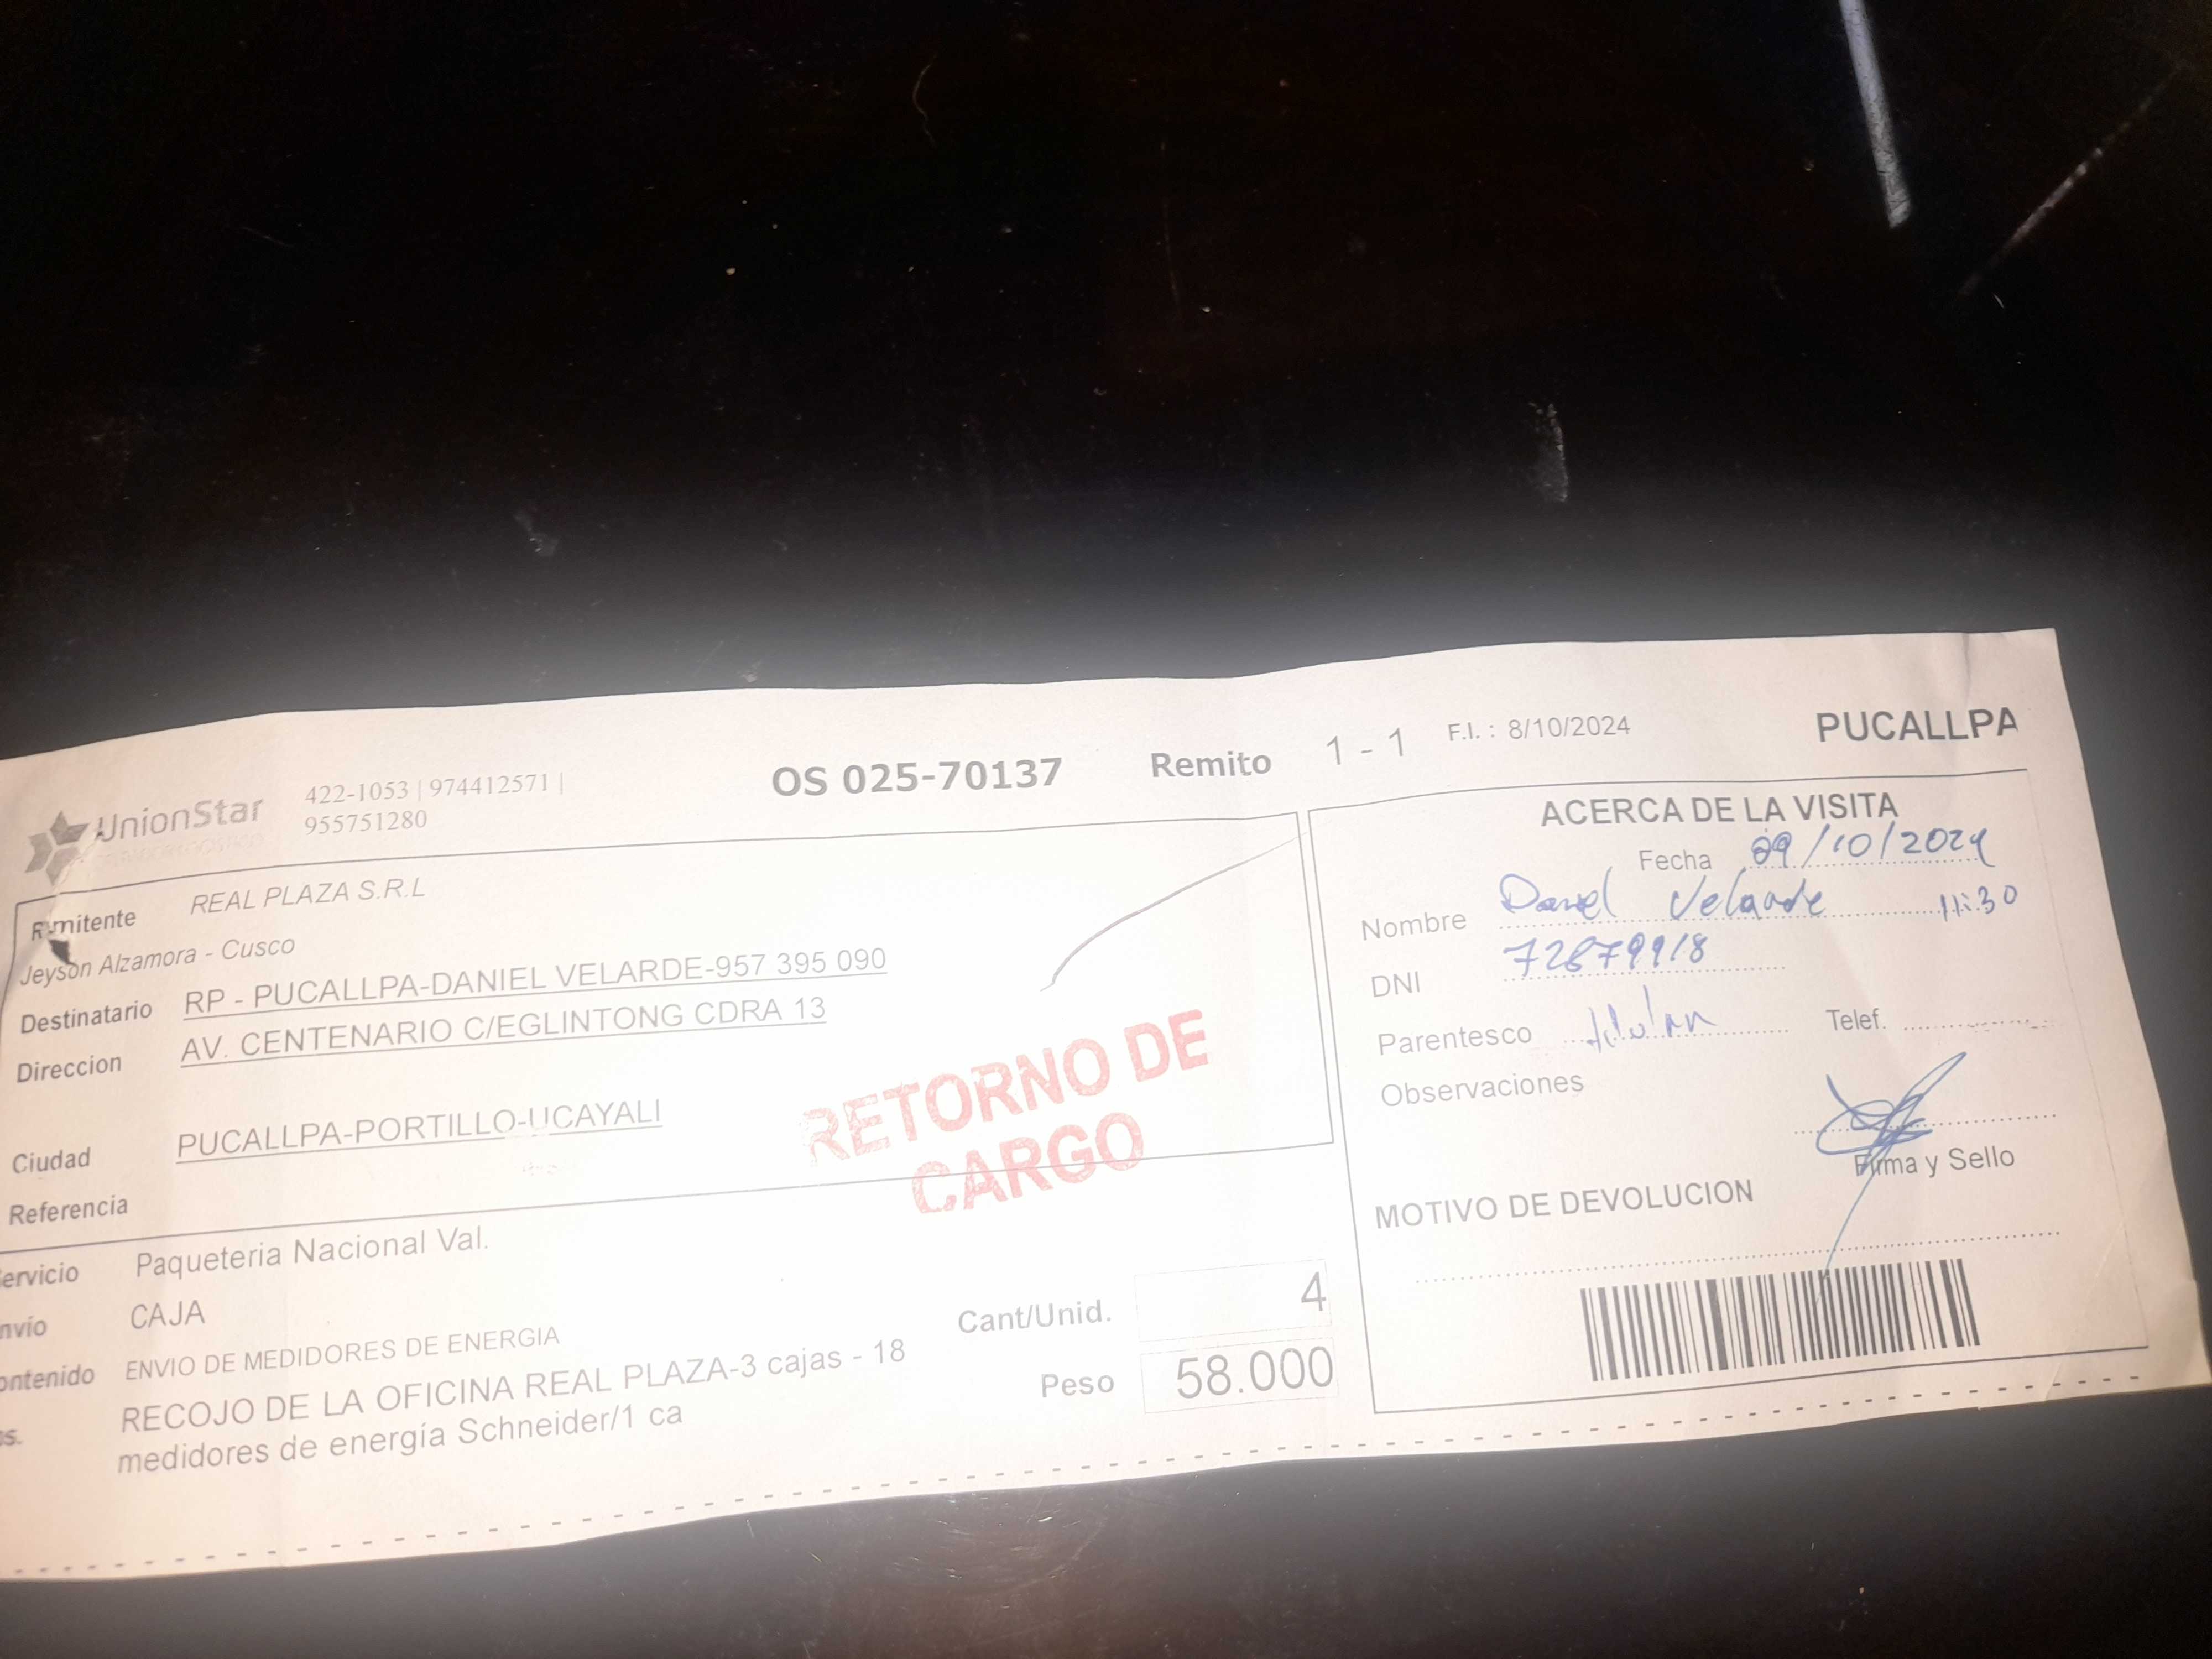 UnionStar
422-1053 | 974412571 |
955751280
OS 025-70137
Remito 1 - 1
F.I. : 8/10/2024
PUCALLPA
Remitente REAL PLAZA S.R.L
Jeyson Alzamora - Cusco
Destinatario RP - PUCALLPA-DANIEL VELARDE-957 395 090
Direccion AV. CENTENARIO C/EGLINTONG CDRA 13
Ciudad PUCALLPA-PORTILLO-UCAYALI
Referencia
RETORNO DE
CARGO
ervicio Paqueteria Nacional Val.
nvío CAJA
ontenido ENVIO DE MEDIDORES DE ENERGIA
s. RECOJO DE LA OFICINA REAL PLAZA-3 cajas - 18
medidores de energía Schneider/1 ca
Cant/Unid. 4
Peso 58.000
ACERCA DE LA VISITA
Fecha 09/10/2024
Nombre Daniel Velarde 11:30
DNI 72879918
Parentesco Titular Telef.
Observaciones
Firma y Sello
MOTIVO DE DEVOLUCION